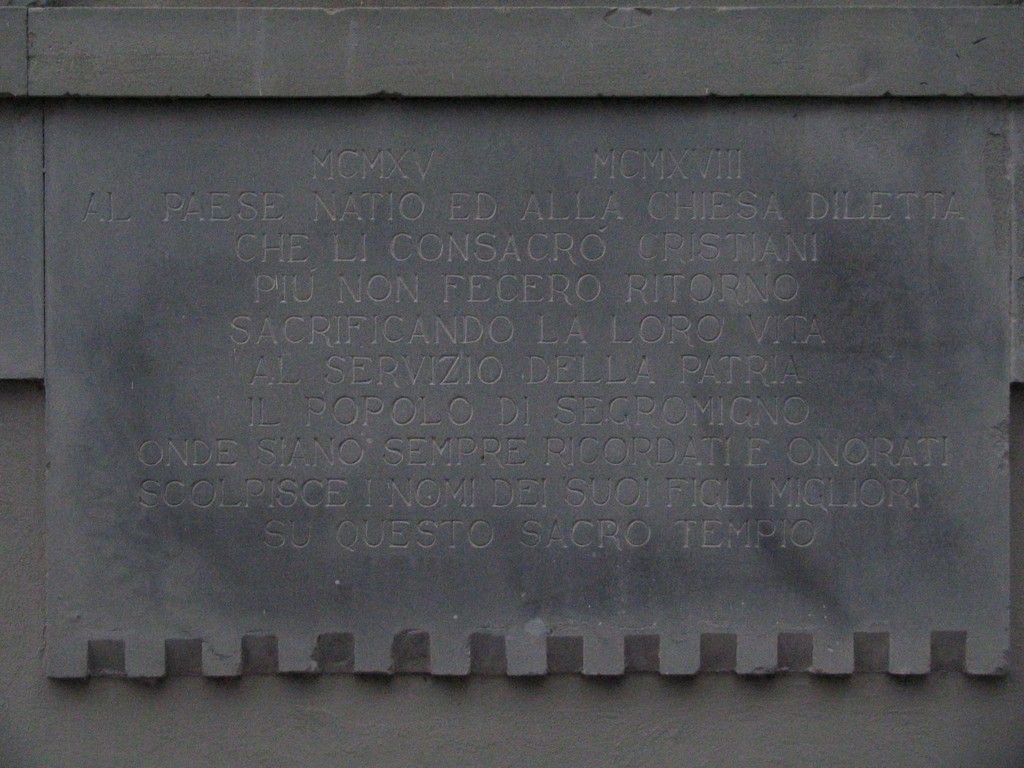 MCMXV MCMXVIII
AL PAESE NATIO ED ALLA CHIESA DILETTA
CHE LI CONSACRÓ CRISTIANI
PIÚ NON FECERO RITORNO
SACRIFICANDO LA LORO VITA
AL SERVIZIO DELLA PATRIA
IL POPOLO DI SEGROMIGNO
ONDE SIANO SEMPRE RICORDATI E ONORATI
SCOLPISCE I NOMI DEI SUOI FIGLI MIGLIORI
SU QUESTO SACRO TEMPIO